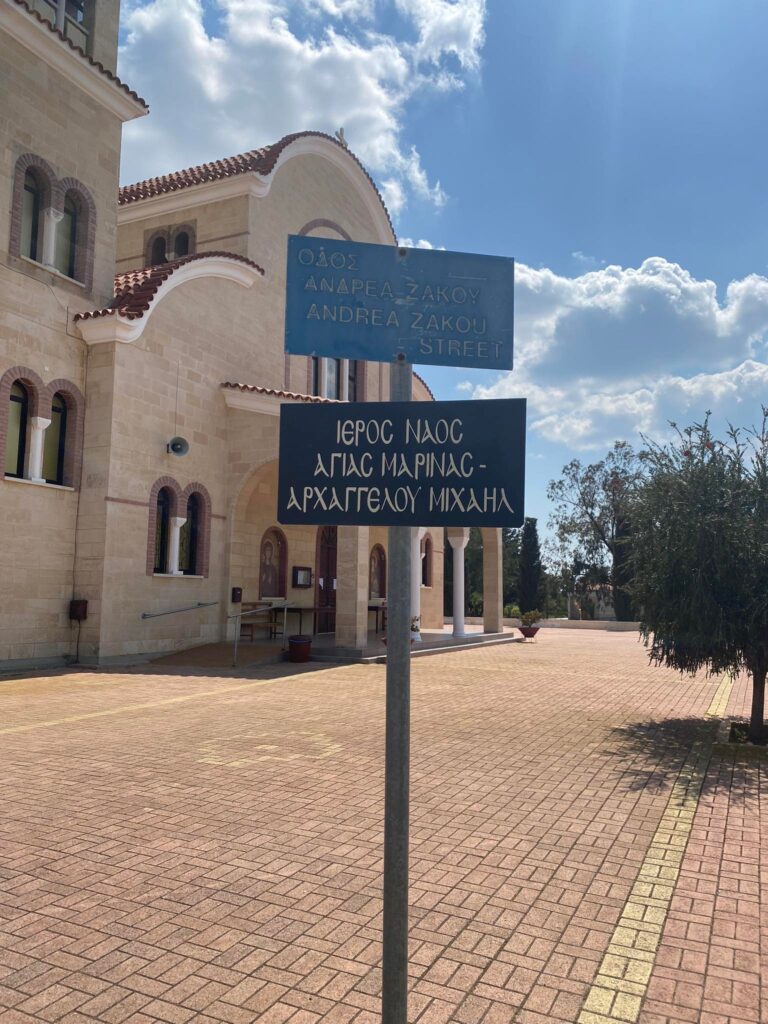 ΟΔΟΣ
ΑΝΔΡΕΑ ΖΑΚΟΥ
ANDREA ZAKOU
STREET
ΙΕΡΟΣ ΝΑΟΣ
ΑΓΙΑΣ ΜΑΡΙΝΑΣ -
ΑΡΧΑΓΓΕΛΟΥ ΜΙΧΑΗΛ